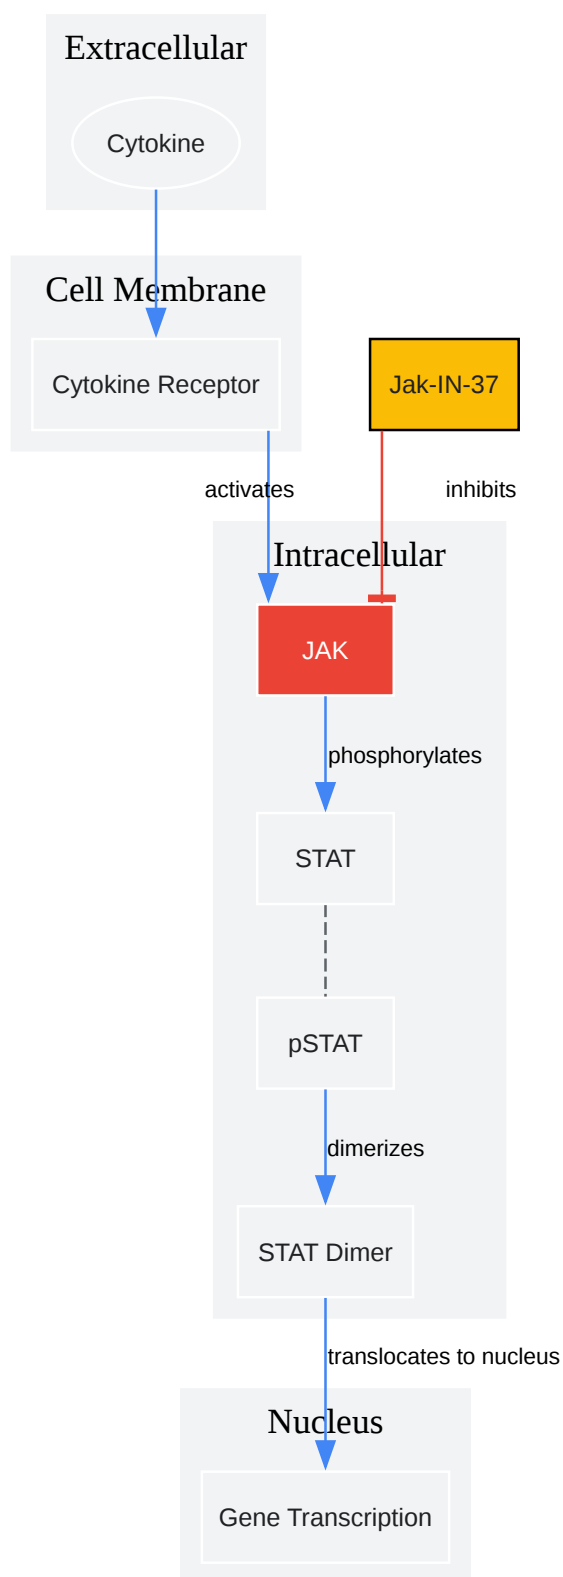 Extracellular
Cytokine
Cell Membrane
Cytokine Receptor
Jak-IN-37
activates
inhibits
Intracellular
JAK
phosphorylates
STAT
pSTAT
dimerizes
STAT Dimer
translocates to nucleus
Nucleus
Gene Transcription